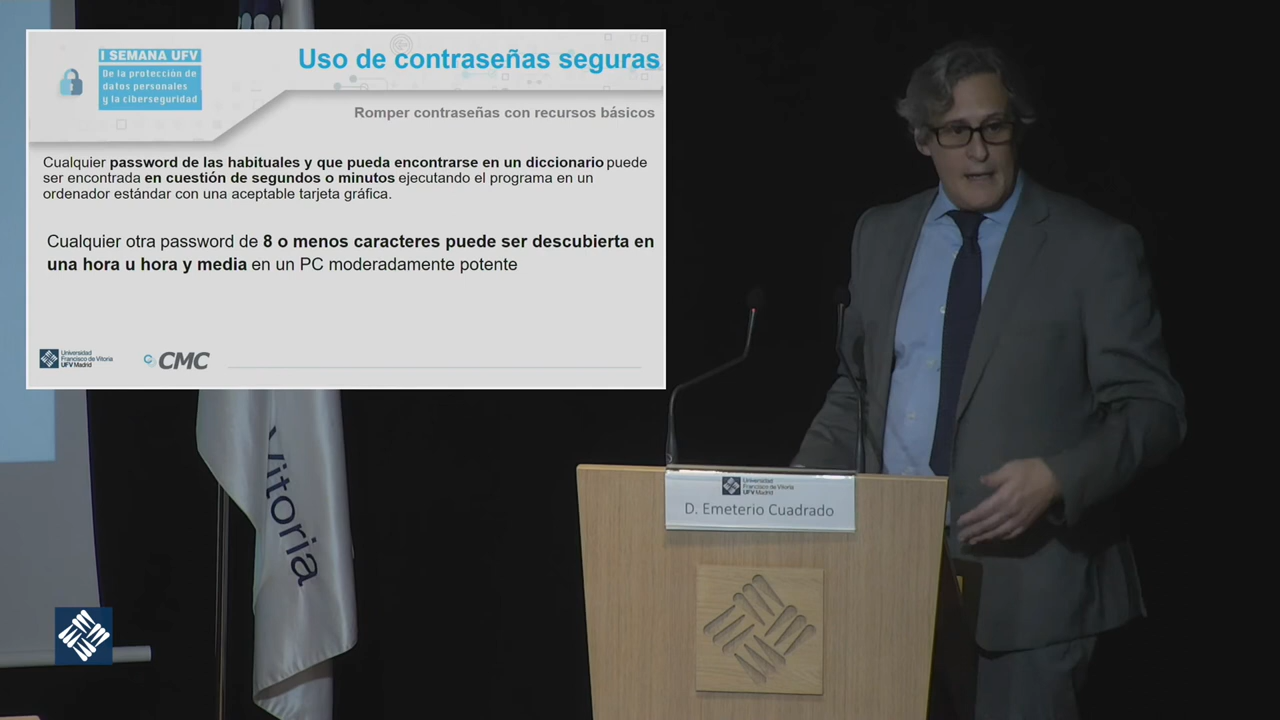 I SEMANA UFV
De la protección de
datos personales
y la ciberseguridad
Uso de contraseñas seguras
Romper contraseñas con recursos básicos
Cualquier password de las habituales y que pueda encontrarse en un diccionario puede
ser encontrada en cuestión de segundos o minutos ejecutando el programa en un
ordenador estándar con una aceptable tarjeta gráfica.
Cualquier otra password de 8 o menos caracteres puede ser descubierta en
una hora u hora y media en un PC moderadamente potente
Universidad
Francisco de Vitoria
UFV Madrid
CMC
Vitoria
Universidad
Francisco de Vitoria
UFV Madrid
D. Emeterio Cuadrado